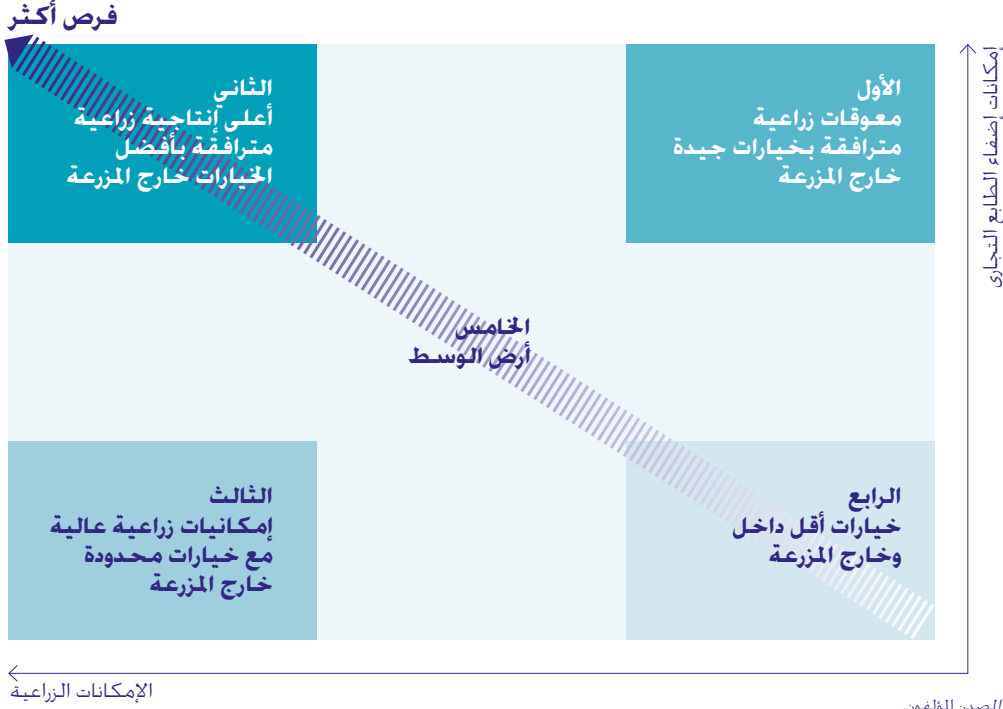 فرص أكثر
الأول
معوقات زراعية
مترافقة بخيارات جيدة
خارج المزرعة
الثاني
أعلى إنتاجية زراعية
مترافقة بأفضل
الخيارات خارج المزرعة
إمكانات إضفاء الطابع التجارى
الخامس
أرض الوسط
الرابع
خيارات أقل داخل
وخارج المزرعة
الثالث
إمكانيات زراعية عالية
مع خيارات محدودة
خارج المزرعة
الإمكانات الزراعية
المؤلفون